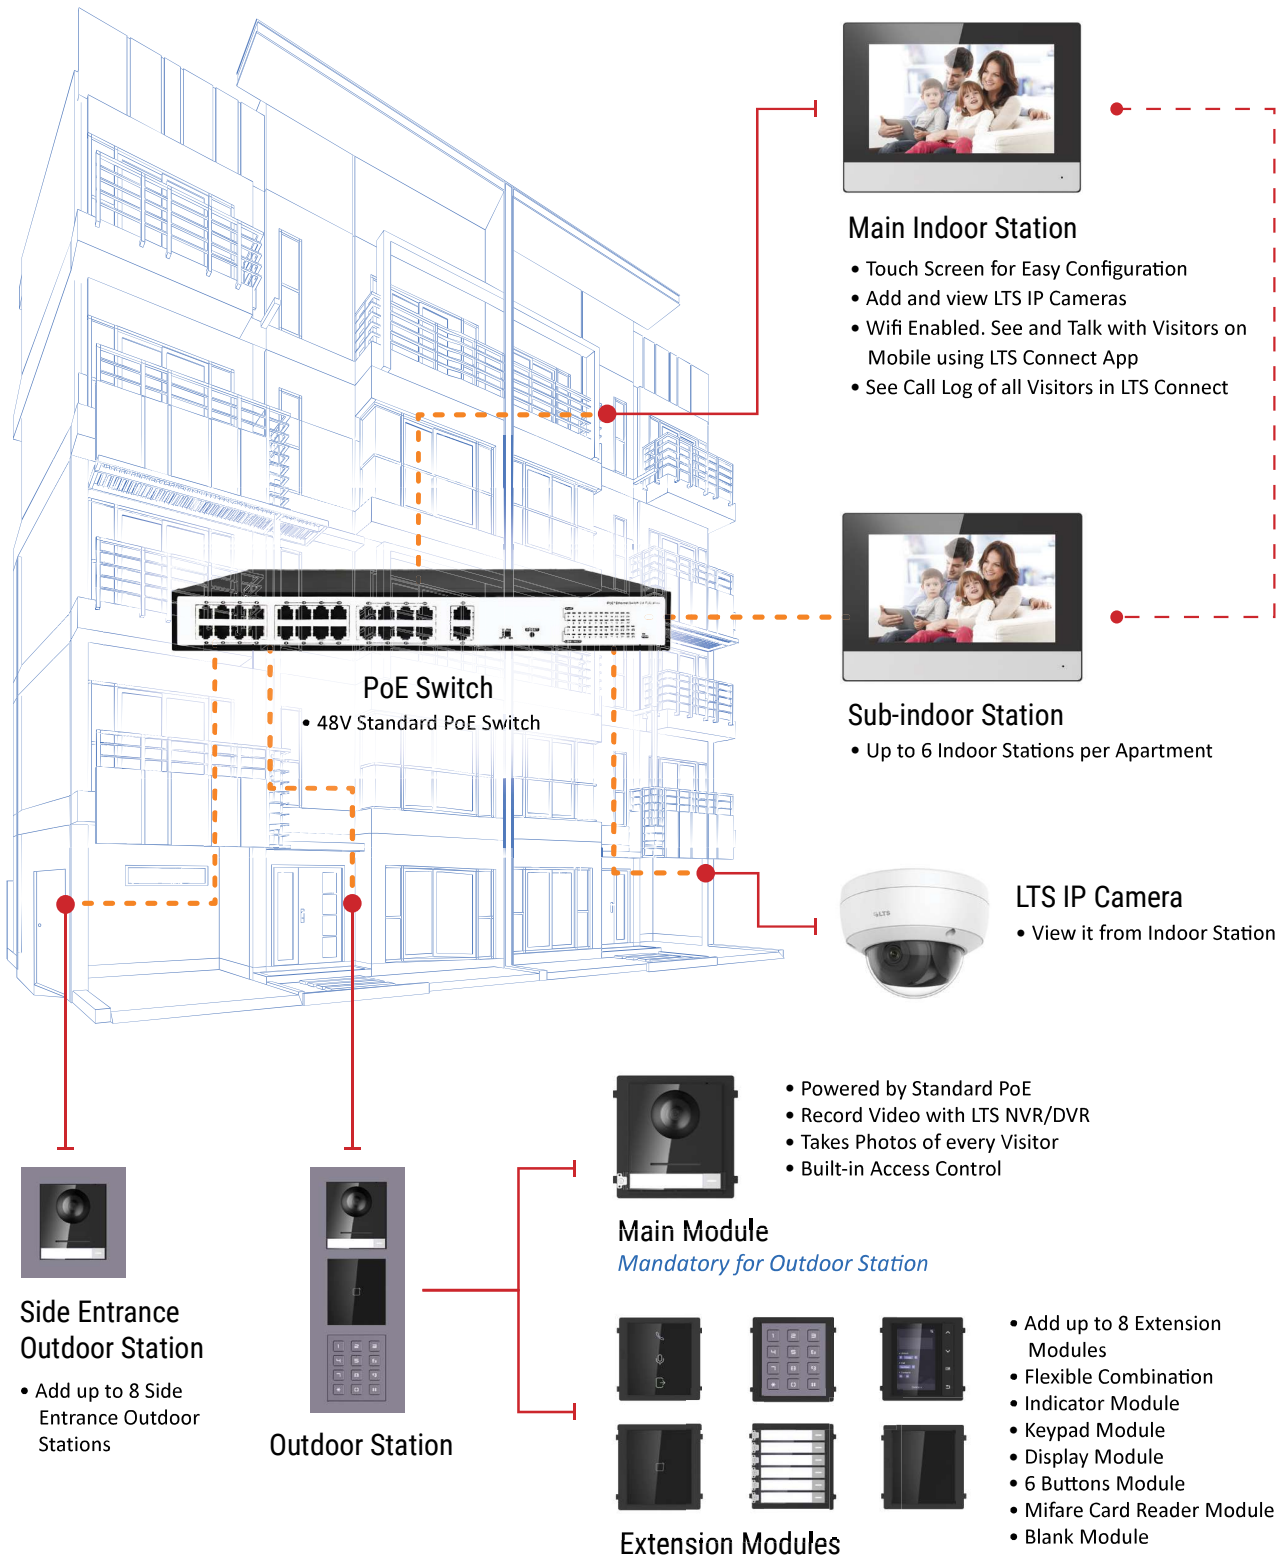 Main Indoor Station
• Touch Screen for Easy Configuration
• Add and view LTS IP Cameras
• Wifi Enabled. See and Talk with Visitors on
Mobile using LTS Connect App
• See Call Log of all Visitors in LTS Connect
PoE Switch
• 48V Standard PoE Switch
Sub-indoor Station
• Up to 6 Indoor Stations per Apartment
LTS
LTS IP Camera
• View it from Indoor Station
• Powered by Standard PoE
• Record Video with LTS NVR/DVR
• Takes Photos of every Visitor
• Built-in Access Control
Main Module
Mandatory for Outdoor Station
Side Entrance
Outdoor Station
• Add up to 8 Side
Entrance Outdoor
Stations
Outdoor Station
• Add up to 8 Extension
Modules
• Flexible Combination
• Indicator Module
• Keypad Module
• Display Module
• 6 Buttons Module
• Mifare Card Reader Module
• Blank Module
Extension Modules